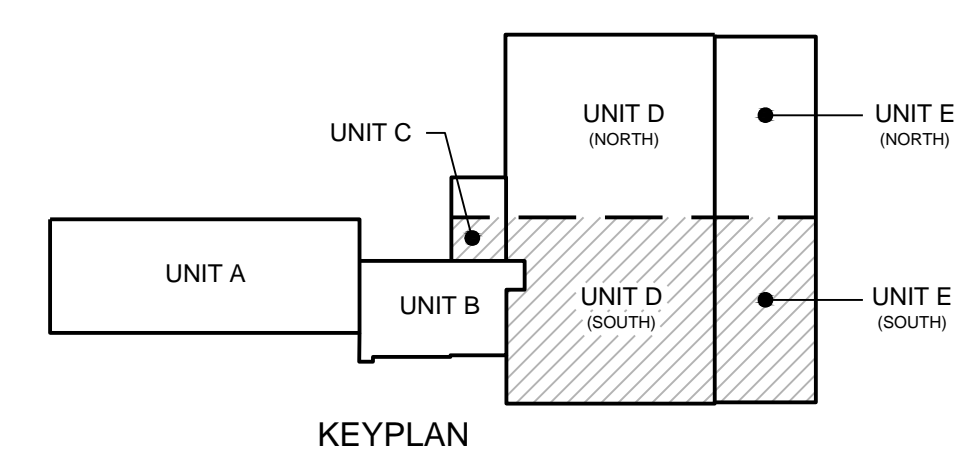 UNIT D
(NORTH)
UNIT E
(NORTH)
UNIT C
UNIT A
UNIT B
UNIT D
(SOUTH)
UNIT E
(SOUTH)
KEYPLAN